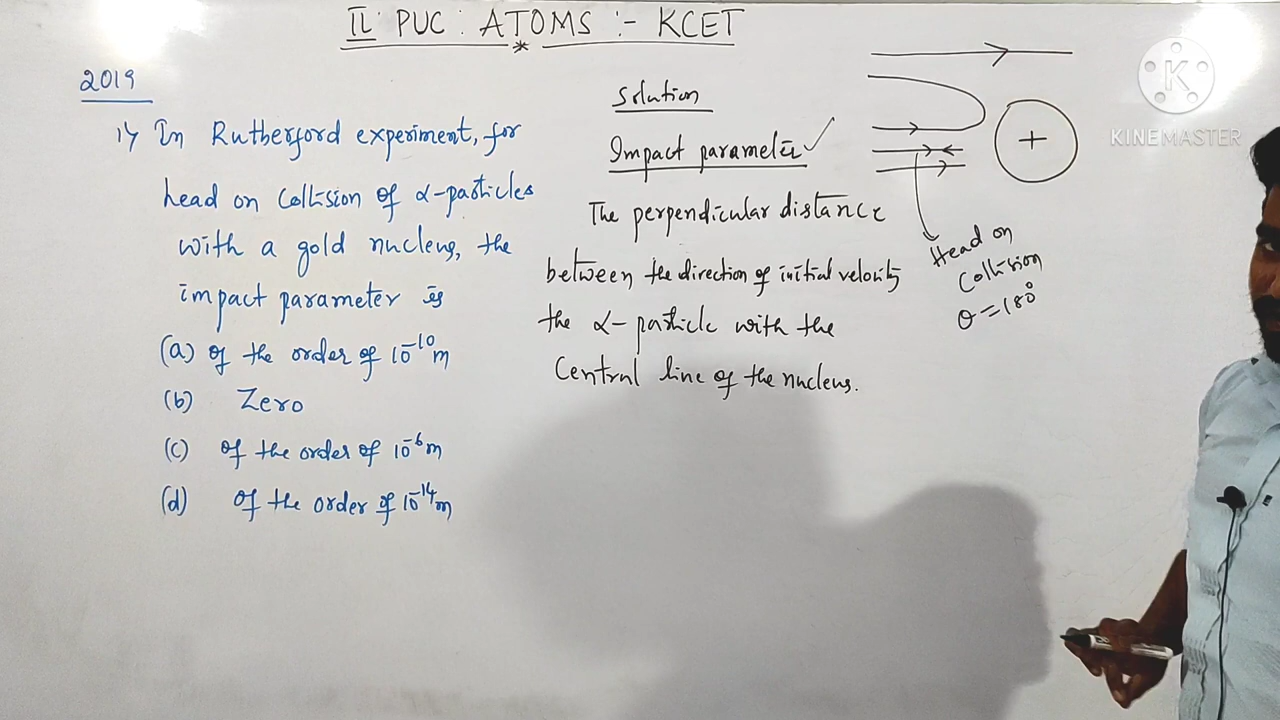 II PUC : ATOMS :- KCET
2019
1) In Rutherford experiment, for
head on Collision of α-particles
with a gold nucleus, the
impact parameter is
(a) of the order of 10⁻¹⁰m
(b) Zero
(c) of the order of 10⁻⁶m
(d) of the order of 10⁻¹⁴m
Solution
Impact parameter ✓
The perpendicular distance
between the direction of initial velocity
the α-particle with the
Central line of the nucleus.
+
Head on
Collision
θ = 180°
K
KINEMASTER